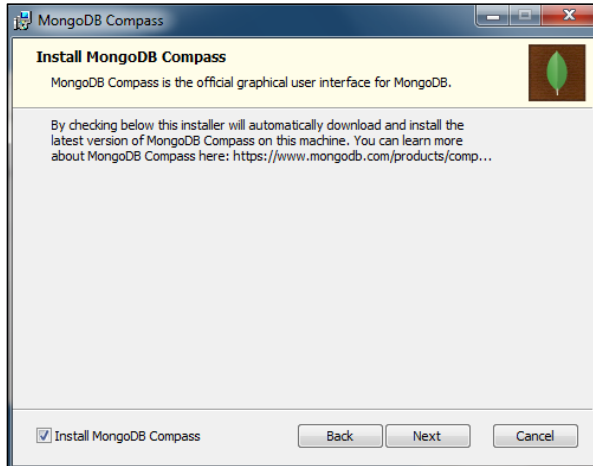 MongoDB Compass
Install MongoDB Compass
MongoDB Compass is the official graphical user interface for MongoDB.
By checking below this installer will automatically download and install the
latest version of MongoDB Compass on this machine. You can learn more
about MongoDB Compass here: https://www.mongodb.com/products/comp...
Install MongoDB Compass Back Next Cancel